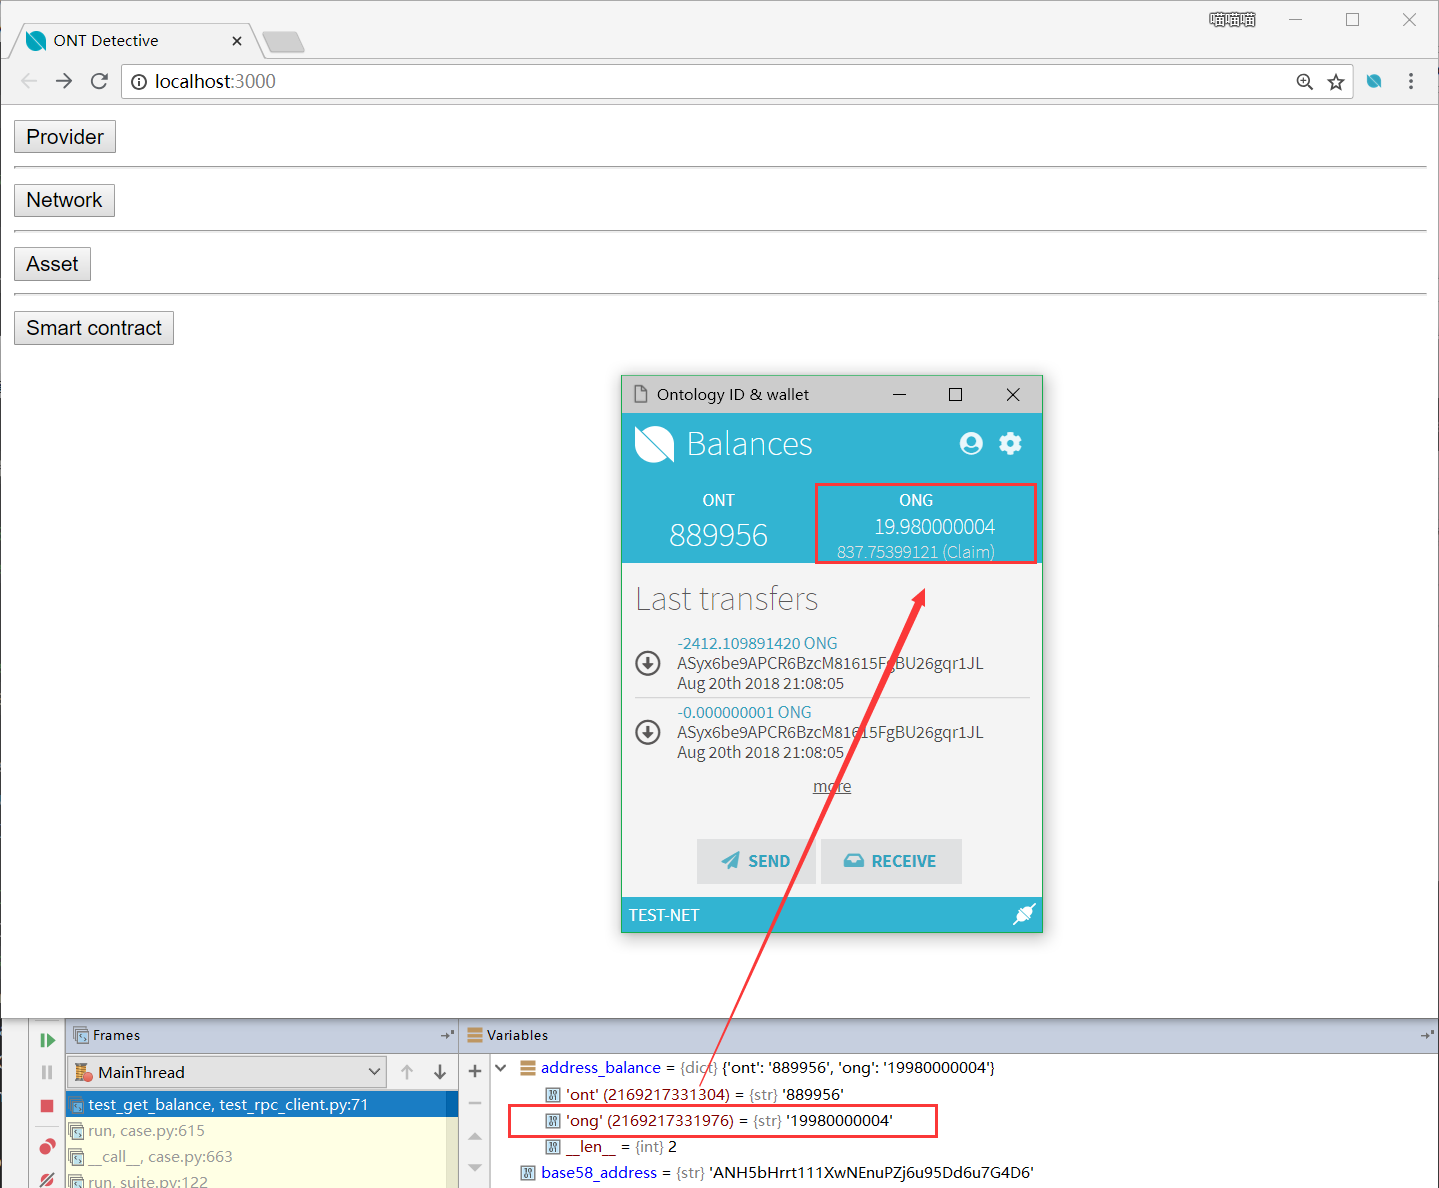 喵喵喵
ONT Detective
localhost:3000
Provider
Network
Asset
Smart contract
Ontology ID & wallet
Balances
ONT
889956
ONG
19.980000004
837.75399121 (Claim)
Last transfers
-2412.109891420 ONG
ASyx6be9APCR6BzcM81615FgBU26gqr1JL
Aug 20th 2018 21:08:05
-0.000000001 ONG
ASyx6be9APCR6BzcM81615FgBU26gqr1JL
Aug 20th 2018 21:08:05
more
SEND
RECEIVE
TEST-NET
Frames
MainThread
test_get_balance, test_rpc_client.py:71
run, case.py:615
__call__, case.py:663
run, suite.py:122
Variables
address_balance = {dict} {'ont': '889956', 'ong': '19980000004'}
'ont' (2169217331304) = {str} '889956'
'ong' (2169217331976) = {str} '19980000004'
__len__ = {int} 2
base58_address = {str} 'ANH5bHrrt111XwNEnuPZj6u95Dd6u7G4D6'